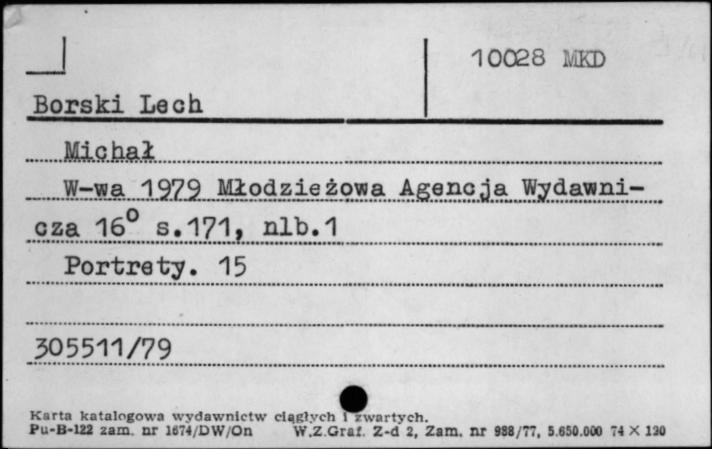 10028 MKD
Borski Lech
Michał
W-wa 1979 Młodzieżowa Agencja Wydawni-
cza 16° s.171, nlb.1
Portrety. 15
305511/79
Karta katalogowa wydawnictw ciągłych i zwartych.
Pu-B-122 zam. nr 1674/DW/On W.Z.Graf. Z-d 2, Zam. nr 988/77, 5.650.000 74 X 130